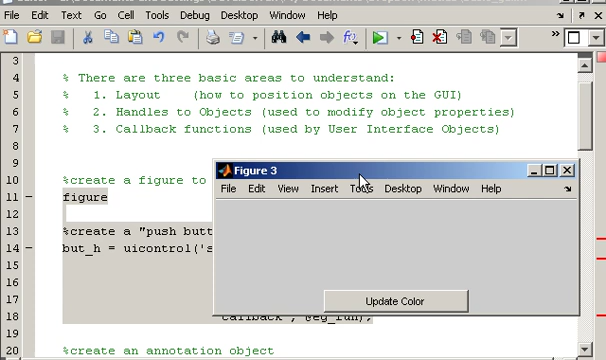 File Edit Text Go Cell Tools Debug Desktop Window Help
3
4 % There are three basic areas to understand:
5 % 1. Layout (how to position objects on the GUI)
6 % 2. Handles to Objects (used to modify object properties)
7 % 3. Callback functions (used by User Interface Objects)
8
9
10 %create a figure to
11 – figure
12
13 %create a "push butt
14 – but_h = uicontrol('s
15
16
17
18
19
20 %create an annotation object
Figure 3
File Edit View Insert Tools Desktop Window Help
Update Color